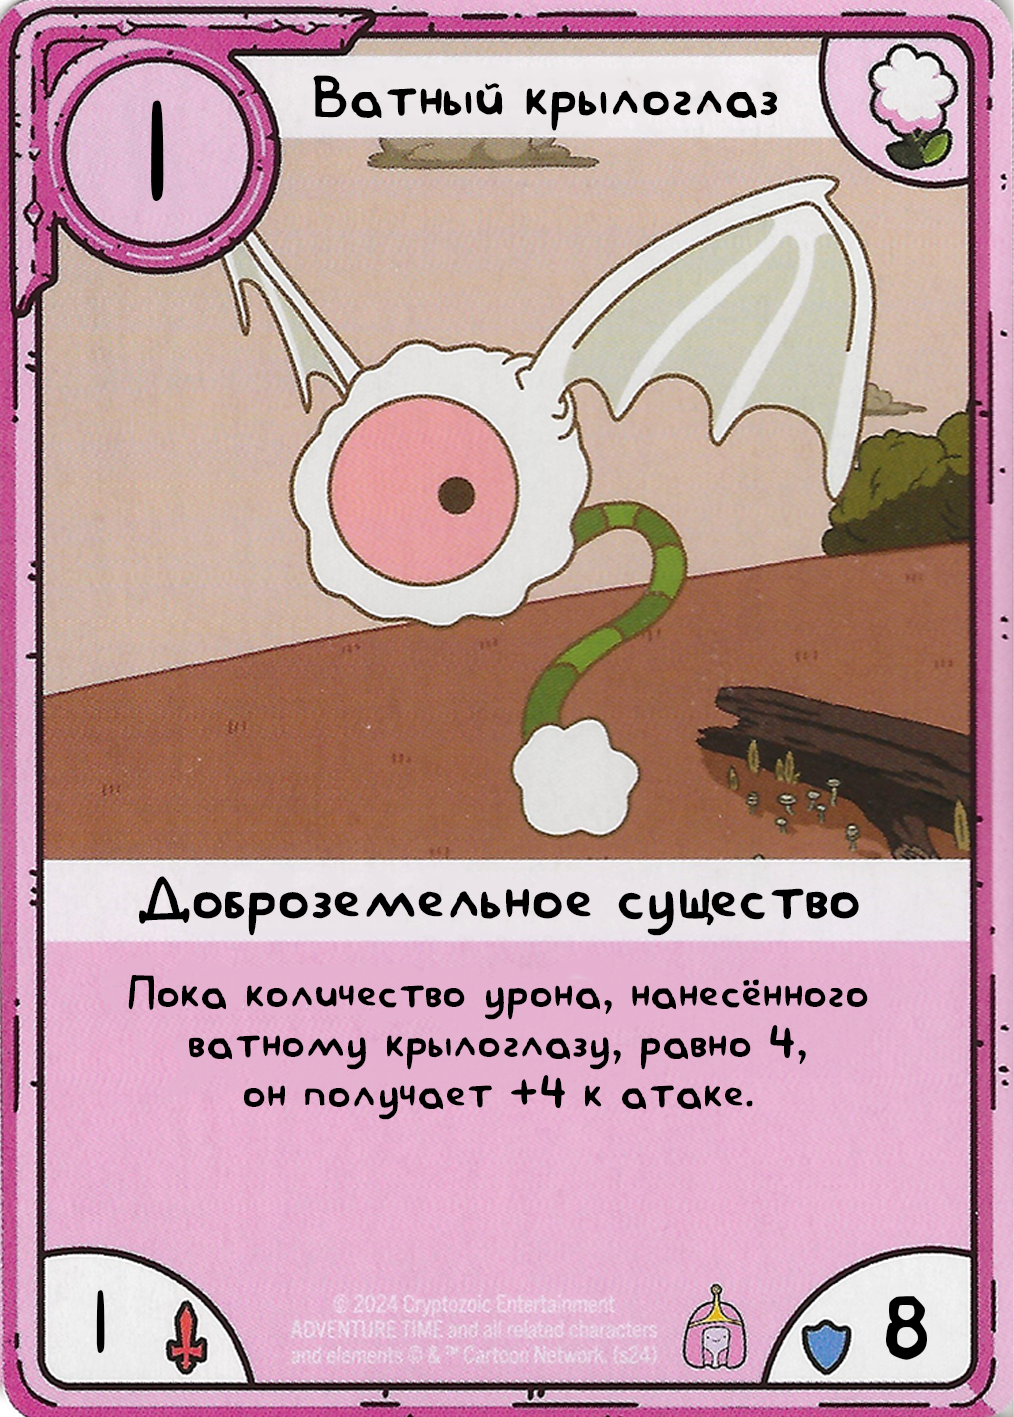 1
Ватный крылоглаз
Доброземельное существо
Пока количество урона, нанесённого
ватному крылоглазу, равно 4,
он получает +4 к атаке.
1
© 2024 Cryptozoic Entertainment
ADVENTURE TIME and all related characters
and elements © & ™ Cartoon Network. (s24)
8